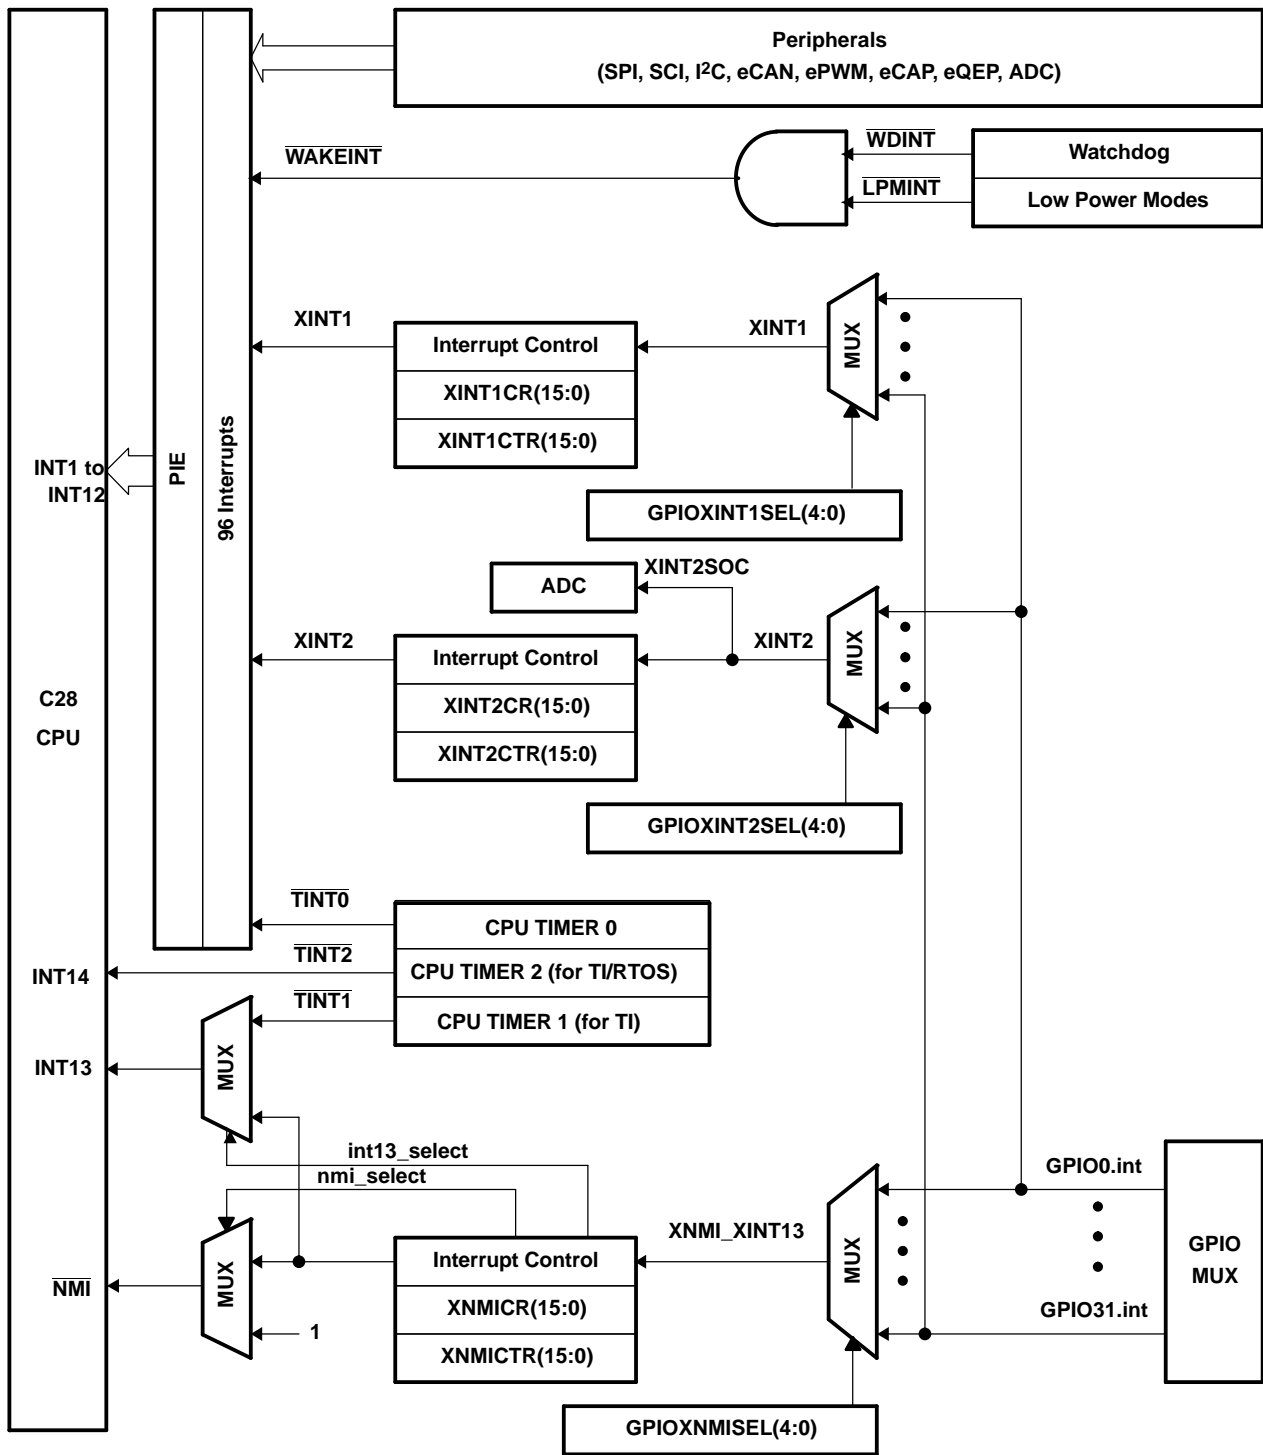 Peripherals
(SPI, SCI, I²C, eCAN, ePWM, eCAP, eQEP, ADC)
WAKEINT
WDINT
Watchdog
LPMINT
Low Power Modes
XINT1
Interrupt Control
XINT1CR(15:0)
XINT1CTR(15:0)
XINT1
MUX
GPIOXINT1SEL(4:0)
INT1 to
INT12
PIE
96 Interrupts
ADC
XINT2SOC
XINT2
Interrupt Control
XINT2CR(15:0)
XINT2CTR(15:0)
XINT2
MUX
GPIOXINT2SEL(4:0)
C28
CPU
TINT0
CPU TIMER 0
INT14
TINT2
CPU TIMER 2 (for TI/RTOS)
TINT1
CPU TIMER 1 (for TI)
INT13
MUX
int13_select
nmi_select
NMI
MUX
1
Interrupt Control
XNMICR(15:0)
XNMICTR(15:0)
XNMI_XINT13
MUX
GPIOXNMISEL(4:0)
GPIO0.int
GPIO31.int
GPIO
MUX